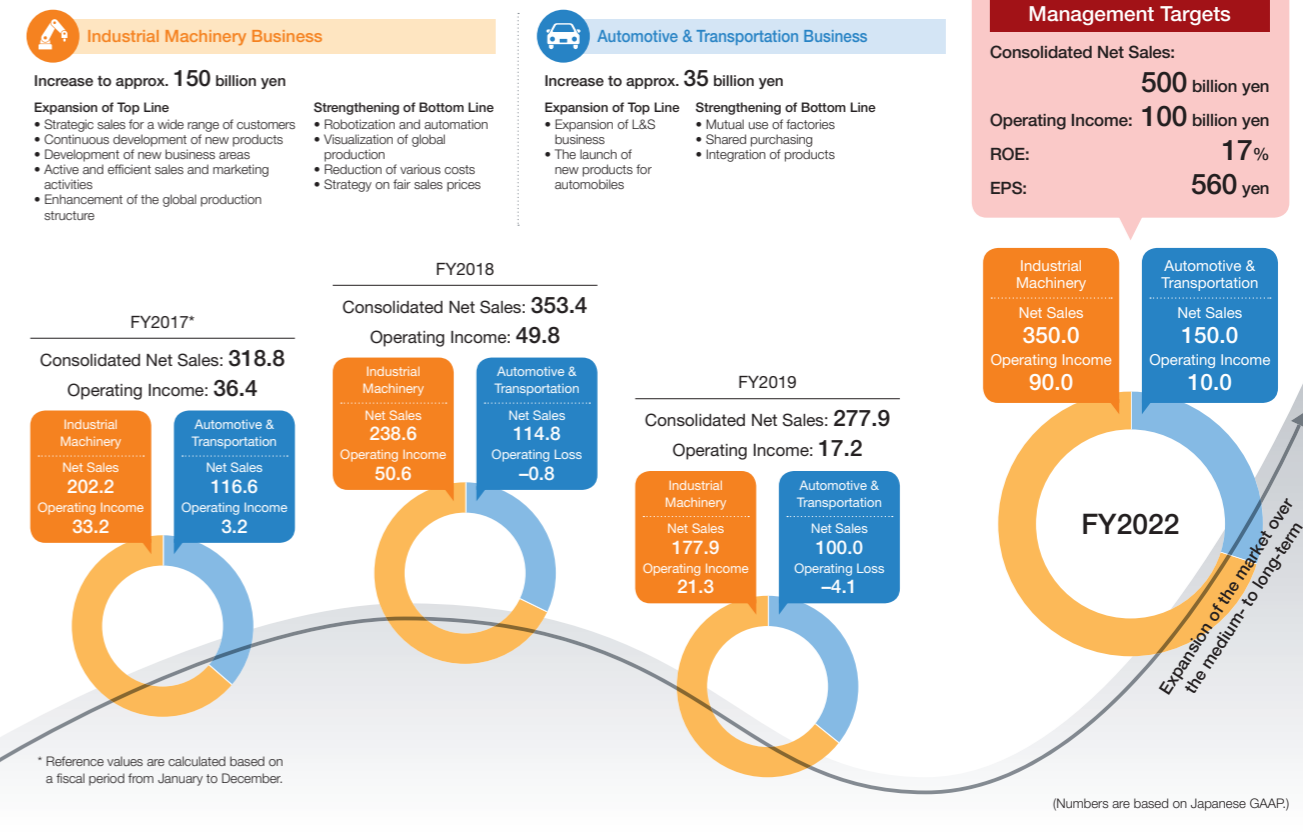 Industrial Machinery Business
Increase to approx. 150 billion yen
Expansion of Top Line
• Strategic sales for a wide range of customers
• Continuous development of new products
• Development of new business areas
• Active and efficient sales and marketing
activities
• Enhancement of the global production
structure
Strengthening of Bottom Line
• Robotization and automation
• Visualization of global
production
• Reduction of various costs
• Strategy on fair sales prices
Automotive & Transportation Business
Increase to approx. 35 billion yen
Expansion of Top Line
• Expansion of L&S
business
• The launch of
new products for
automobiles
Strengthening of Bottom Line
• Mutual use of factories
• Shared purchasing
• Integration of products
Management Targets
Consolidated Net Sales:
500 billion yen
Operating Income: 100 billion yen
ROE: 17%
EPS: 560 yen
FY2017*
Consolidated Net Sales: 318.8
Operating Income: 36.4
Industrial
Machinery
Net Sales
202.2
Operating Income
33.2
Automotive &
Transportation
Net Sales
116.6
Operating Income
3.2
FY2018
Consolidated Net Sales: 353.4
Operating Income: 49.8
Industrial
Machinery
Net Sales
238.6
Operating Income
50.6
Automotive &
Transportation
Net Sales
114.8
Operating Loss
–0.8
FY2019
Consolidated Net Sales: 277.9
Operating Income: 17.2
Industrial
Machinery
Net Sales
177.9
Operating Income
21.3
Automotive &
Transportation
Net Sales
100.0
Operating Loss
–4.1
Industrial
Machinery
Net Sales
350.0
Operating Income
90.0
Automotive &
Transportation
Net Sales
150.0
Operating Income
10.0
FY2022
Expansion of the market over
the medium- to long-term
* Reference values are calculated based on
a fiscal period from January to December.
(Numbers are based on Japanese GAAP.)